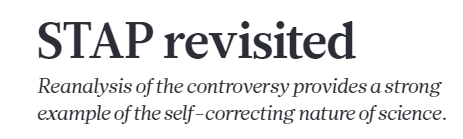 STAP revisited
Reanalysis of the controversy provides a strong
example of the self-correcting nature of science.